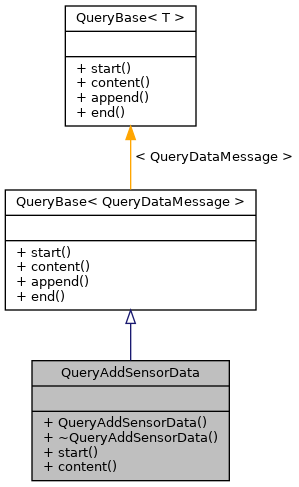 QueryBase< T >
+ start()
+ content()
+ append()
+ end()
< QueryDataMessage >
QueryBase< QueryDataMessage >
+ start()
+ content()
+ append()
+ end()
QueryAddSensorData
+ QueryAddSensorData()
+ ~QueryAddSensorData()
+ start()
+ content()